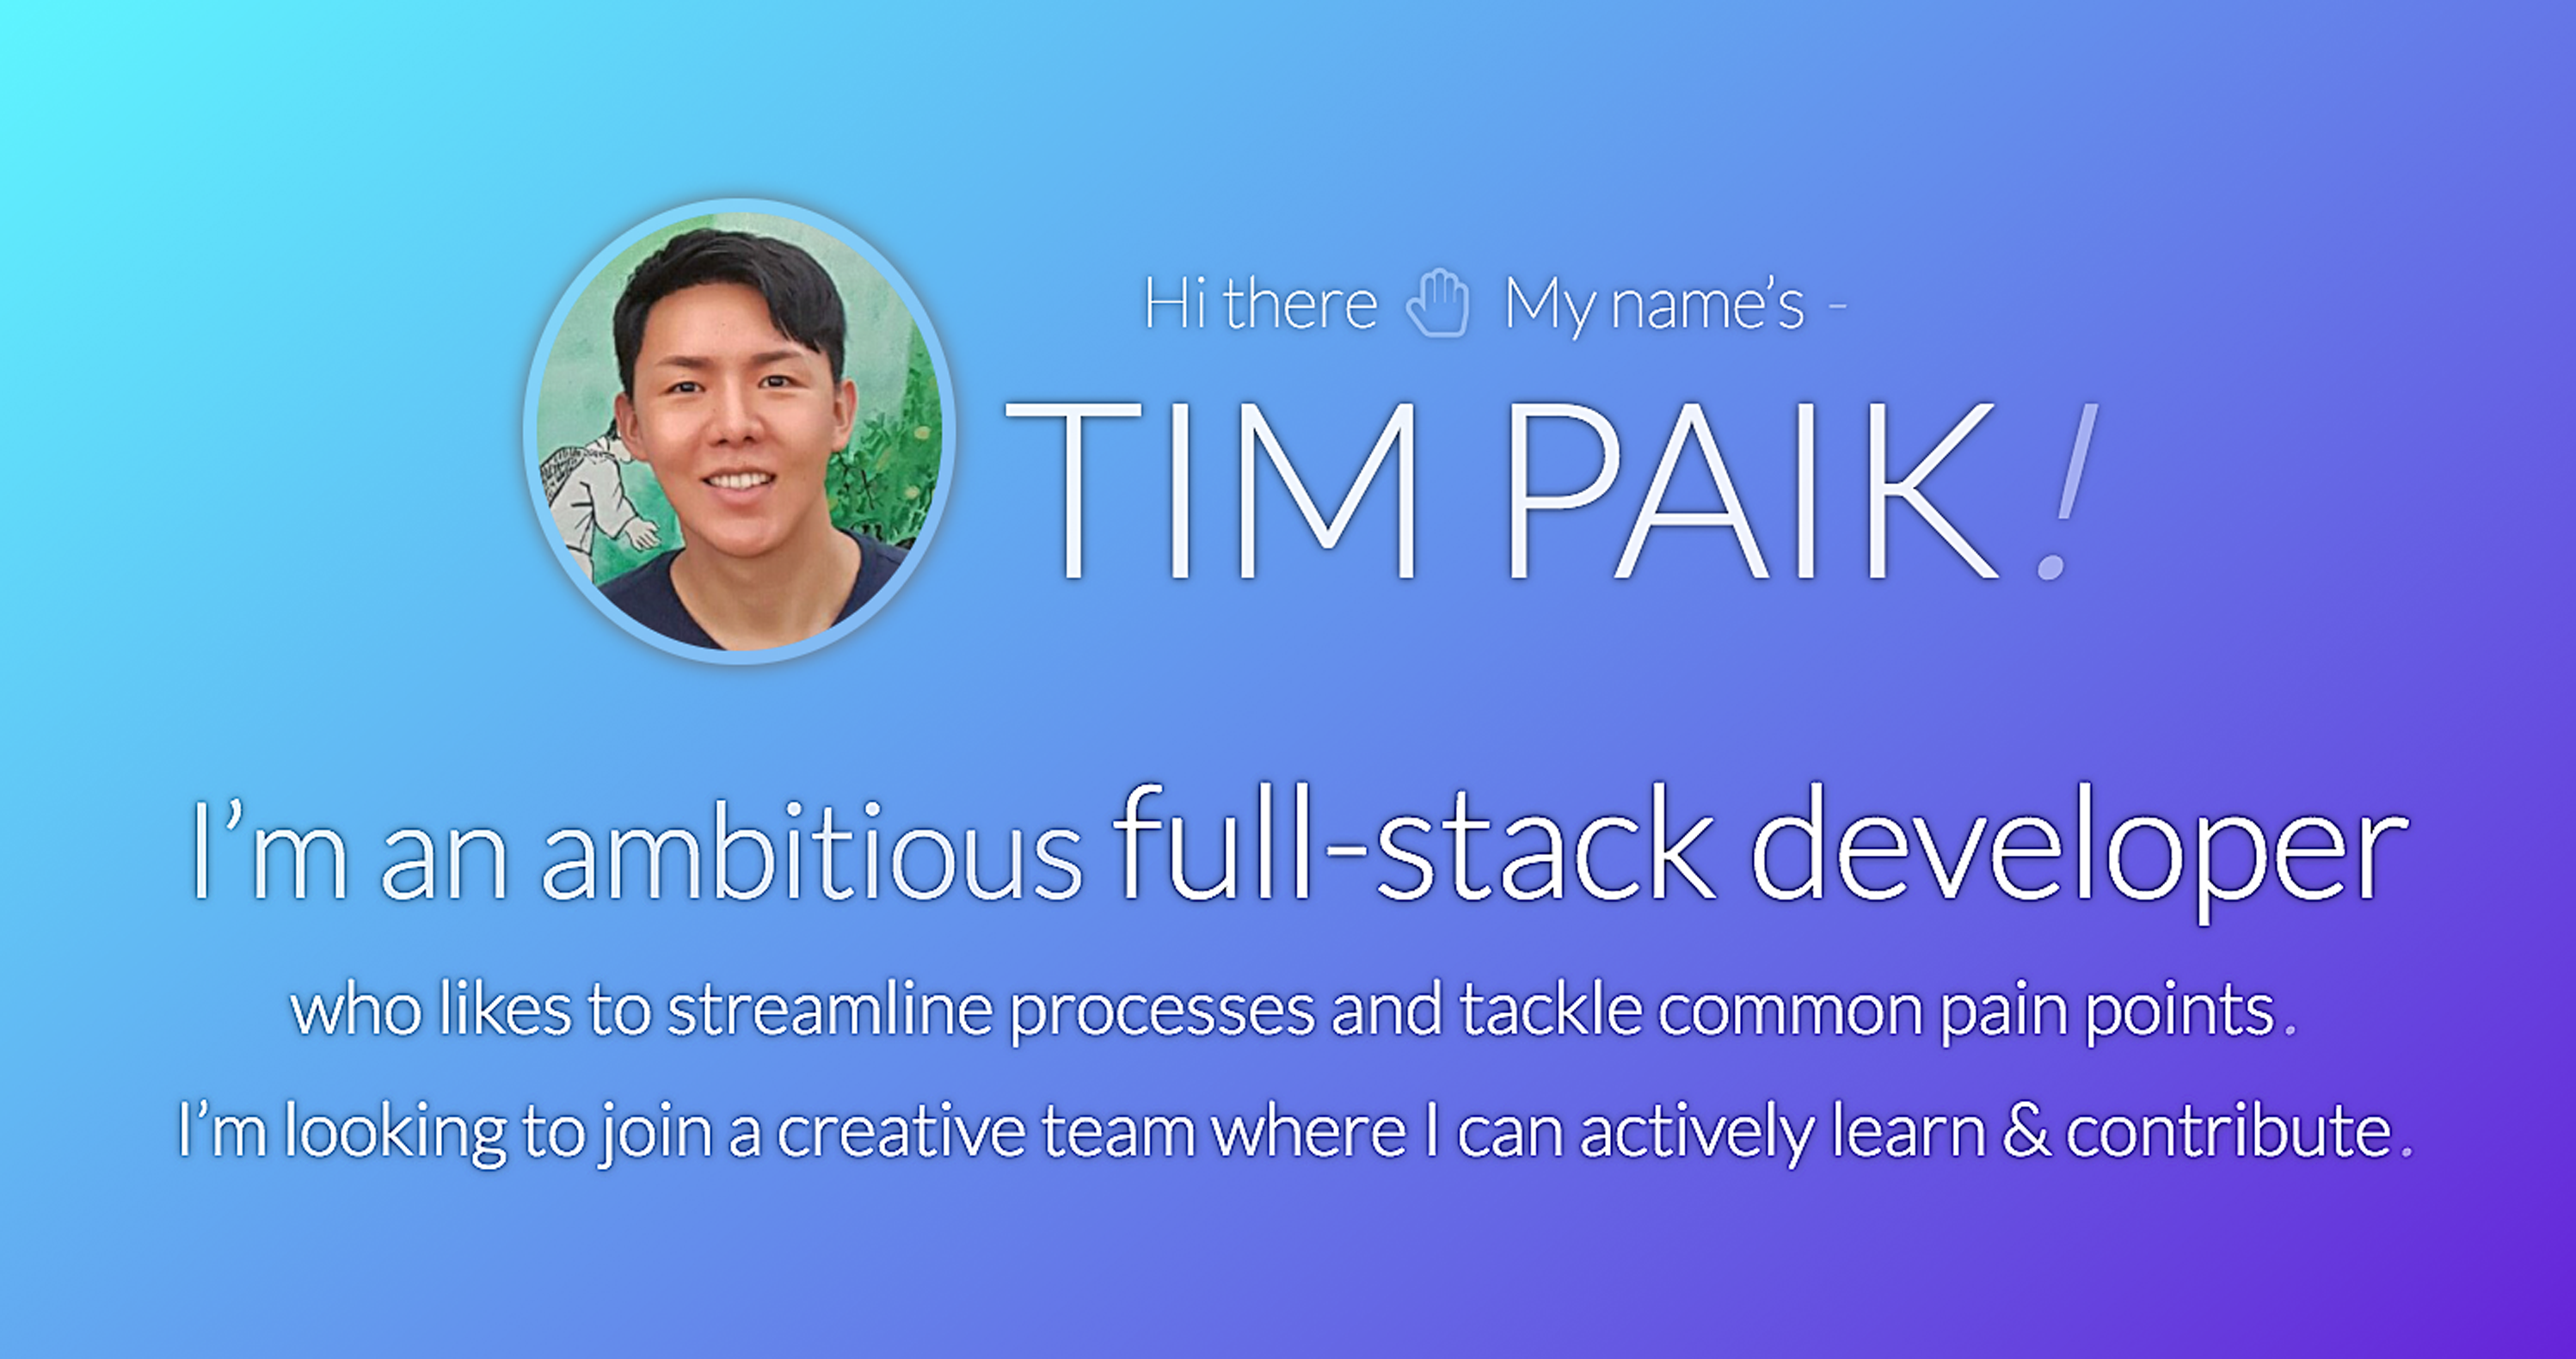 Hi there My name’s -
TIM PAIK!
I’m an ambitious full-stack developer
who likes to streamline processes and tackle common pain points.
I’m looking to join a creative team where I can actively learn & contribute.